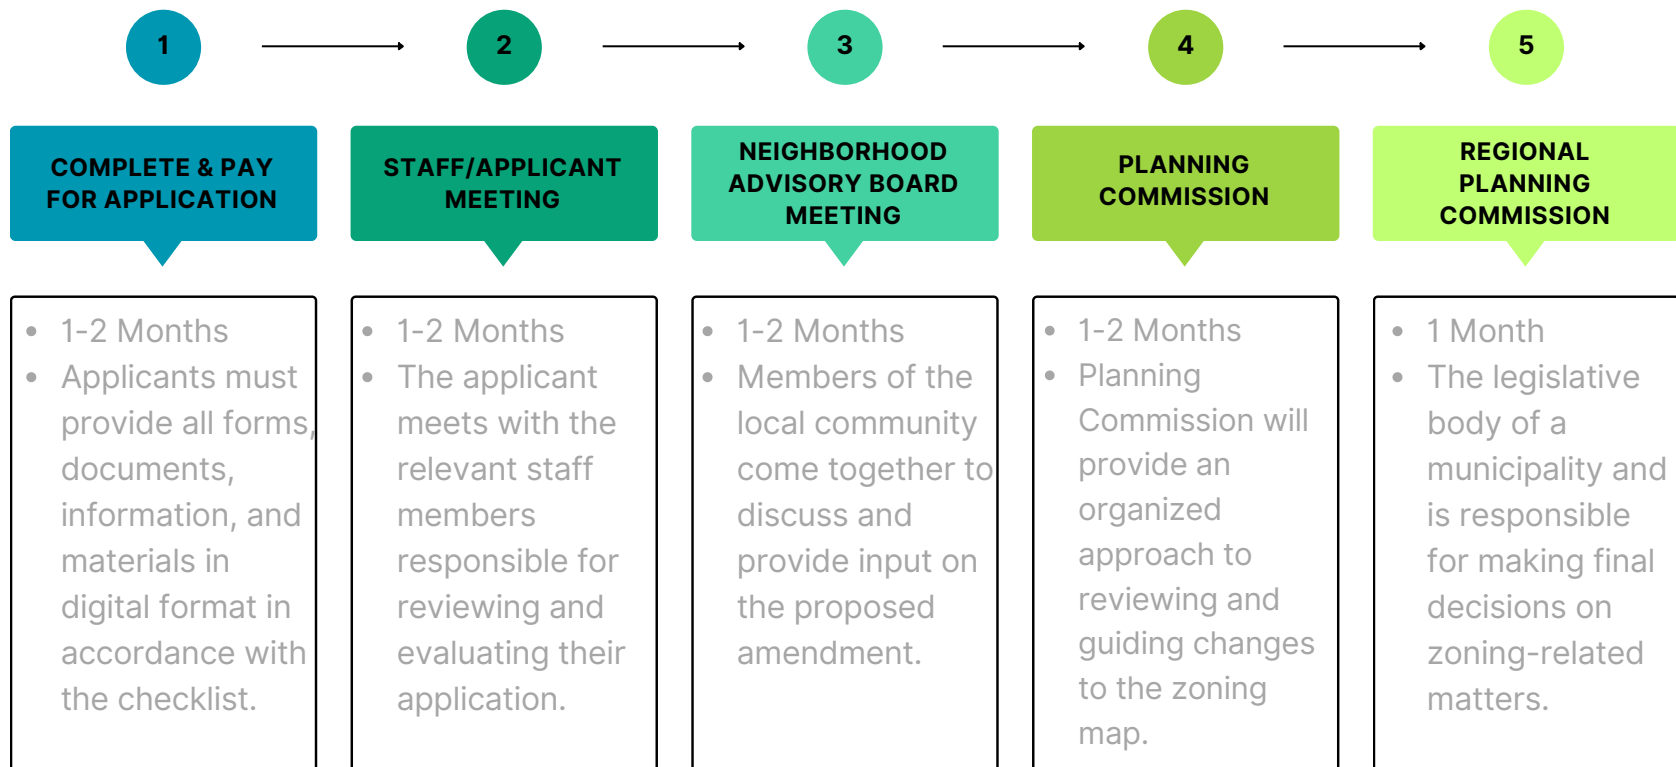 1
2
3
4
5
COMPLETE & PAY
FOR APPLICATION
STAFF/APPLICANT
MEETING
NEIGHBORHOOD
ADVISORY BOARD
MEETING
PLANNING
COMMISSION
REGIONAL
PLANNING
COMMISSION
• 1-2 Months
• Applicants must
provide all forms,
documents,
information, and
materials in
digital format in
accordance with
the checklist.
• 1-2 Months
• The applicant
meets with the
relevant staff
members
responsible for
reviewing and
evaluating their
application.
• 1-2 Months
• Members of the
local community
come together to
discuss and
provide input on
the proposed
amendment.
• 1-2 Months
• Planning
Commission will
provide an
organized
approach to
reviewing and
guiding changes
to the zoning
map.
• 1 Month
• The legislative
body of a
municipality and
is responsible
for making final
decisions on
zoning-related
matters.